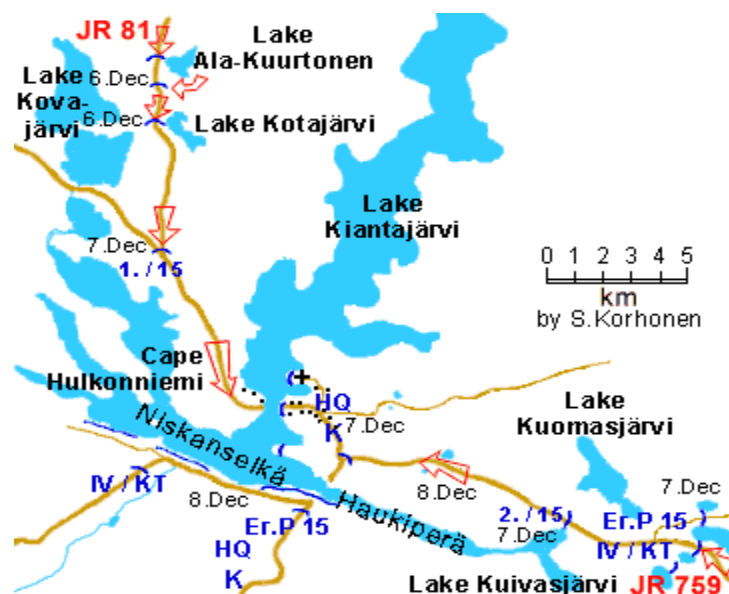 JR 81
Lake
Ala-Kuurtonen
Lake
Kova-
järvi
6.Dec
6.Dec
Lake Kotajärvi
Lake
Kiantajärvi
7.Dec
1. / 15
0 1 2 3 4 5
km
by S.Korhonen
Cape
Hulkonniemi
HQ
K
7.Dec
Lake
Kuomasjärvi
Niskanselkä
IV / KT
8.Dec
Haukiperä
8.Dec
7.Dec
2. / 15
7.Dec
Er.P 15
IV / KT
Er.P 15
HQ
K
Lake Kuivasjärvi
JR 759